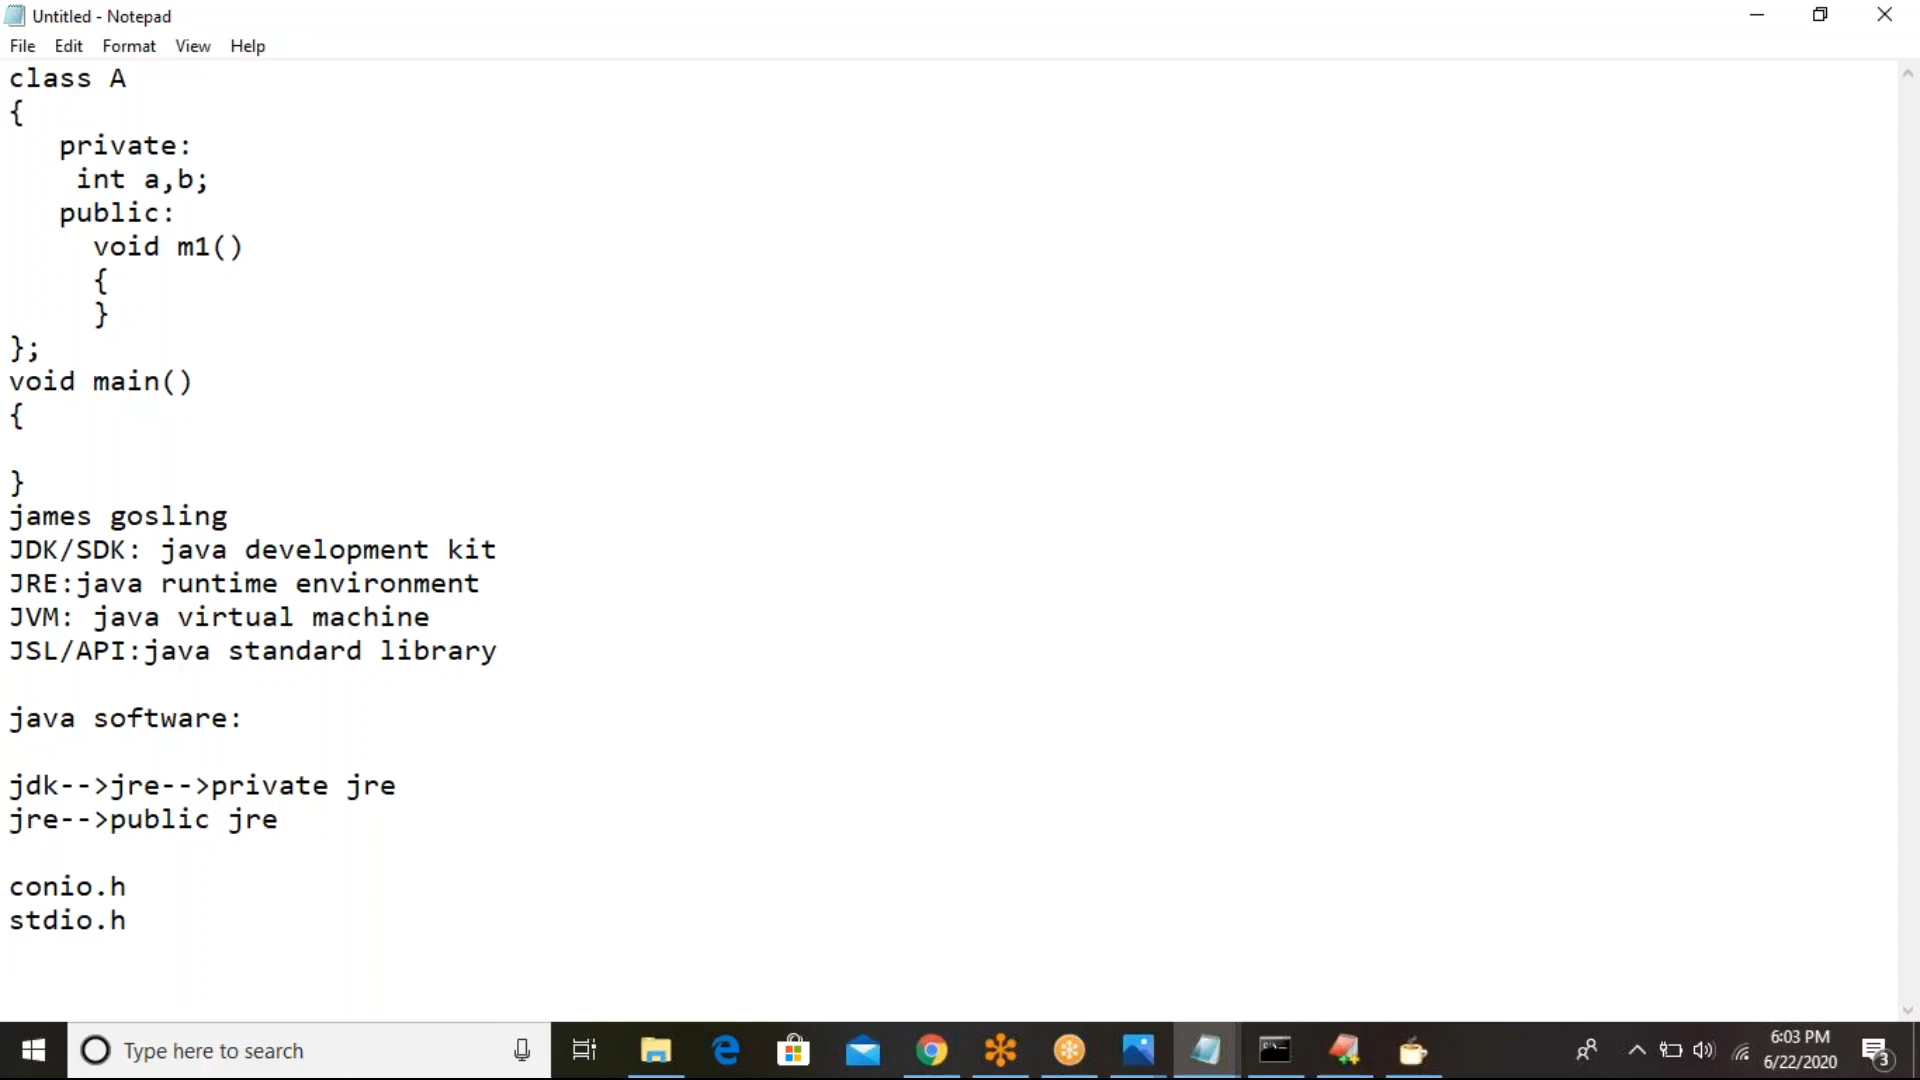 Untitled - Notepad
File Edit Format View Help
class A
{
   private:
    int a,b;
   public:
     void m1()
     {
     }
};
void main()
{

}
james gosling
JDK/SDK: java development kit
JRE:java runtime environment
JVM: java virtual machine
JSL/API:java standard library

java software:

jdk-->jre-->private jre
jre-->public jre

conio.h
stdio.h
Type here to search
6:03 PM
6/22/2020
3